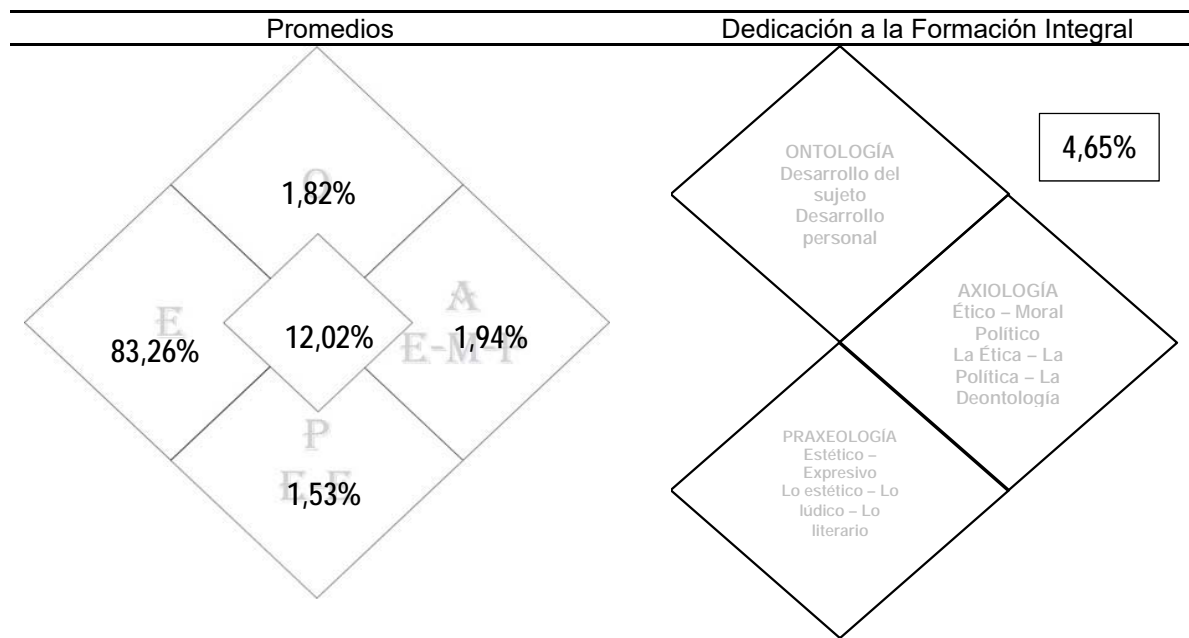 Promedios
Dedicación a la Formación Integral
O
1,82%
E
83,26%
12,02%
A
E-M-P
1,94%
P
E-E
1,53%
4,65%
ONTOLOGÍA
Desarrollo del
sujeto
Desarrollo
personal
AXIOLOGÍA
Ético – Moral
Político
La Ética – La
Política – La
Deontología
PRAXEOLOGÍA
Estético –
Expresivo
Lo estético – Lo
lúdico – Lo
literario